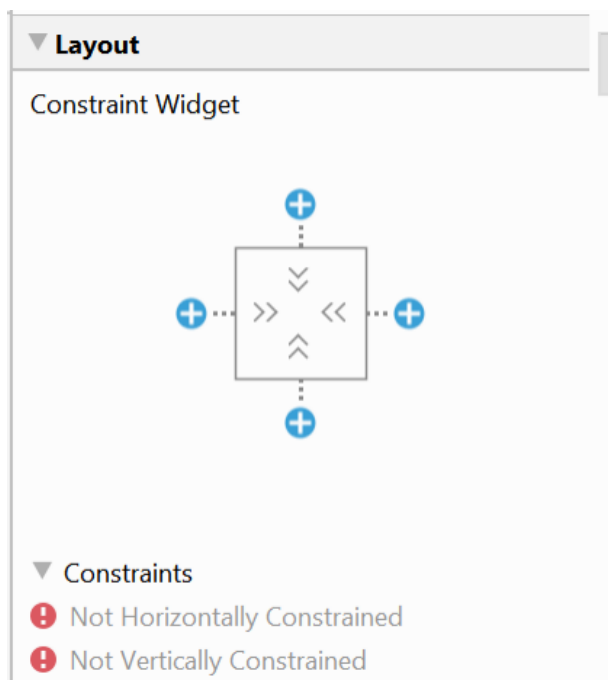 Layout
Constraint Widget
Constraints
Not Horizontally Constrained
Not Vertically Constrained